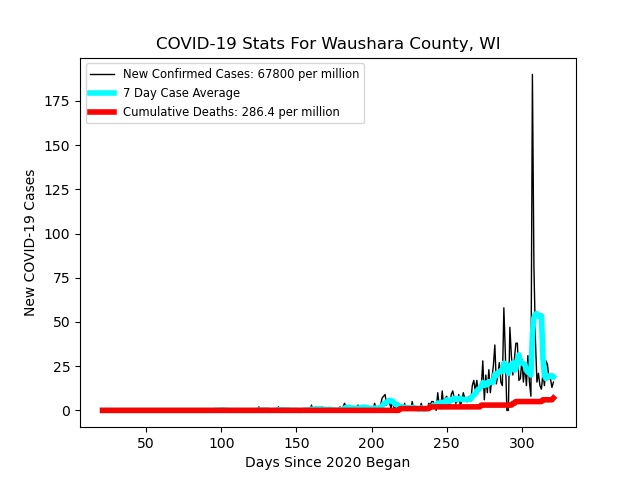 COVID-19 Stats For Waushara County, WI
New Confirmed Cases: 67800 per million
7 Day Case Average
Cumulative Deaths: 286.4 per million
175
150
125
100
75
50
25
0
New COVID-19 Cases
50 100 150 200 250 300
Days Since 2020 Began